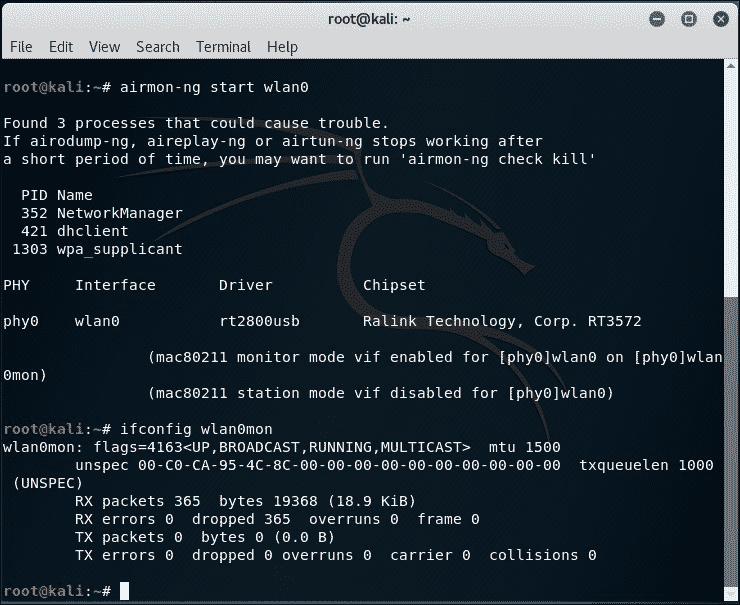 root@kali: ~
File Edit View Search Terminal Help
root@kali:~# airmon-ng start wlan0
Found 3 processes that could cause trouble.
If airodump-ng, aireplay-ng or airtun-ng stops working after
a short period of time, you may want to run 'airmon-ng check kill'
PID Name
352 NetworkManager
421 dhclient
1303 wpa_supplicant
PHY Interface Driver Chipset
phy0 wlan0 rt2800usb Ralink Technology, Corp. RT3572
(mac80211 monitor mode vif enabled for [phy0]wlan0 on [phy0]wlan
0mon)
(mac80211 station mode vif disabled for [phy0]wlan0)
root@kali:~# ifconfig wlan0mon
wlan0mon: flags=4163<UP,BROADCAST,RUNNING,MULTICAST> mtu 1500
unspec 00-C0-CA-95-4C-8C-00-00-00-00-00-00-00-00-00-00 txqueuelen 1000
(UNSPEC)
RX packets 365 bytes 19368 (18.9 KiB)
RX errors 0 dropped 365 overruns 0 frame 0
TX packets 0 bytes 0 (0.0 B)
TX errors 0 dropped 0 overruns 0 carrier 0 collisions 0
root@kali:~#